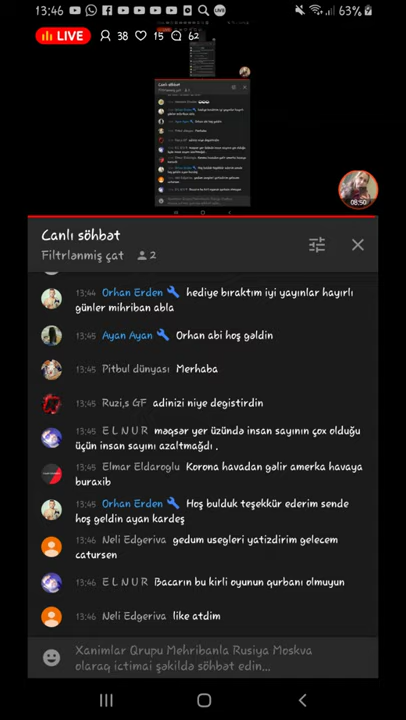 13:46
LIVE
63%
LIVE 38 15 62
Canlı söhbət
08:50
Canlı söhbət
Filtrlənmiş çat 2
13:44 Orhan Erden hediye bıraktım iyi yayınlar hayırlı
günler mihriban abla
13:45 Ayan Ayan Orhan abi hoş gəldin
13:45 Pitbul dünyası Merhaba
13:45 Ruzi,s GF adinizi niye degistirdin
13:45 E L N U R məqsər yer üzündə insan sayının çox olduğu
üçün insan sayını azaltmağdı .
13:45 Elmar Eldaroglu Korona havadan gəlir amerka havaya
buraxib
13:45 Orhan Erden Hoş bulduk teşekkür ederim sende
hoş geldin ayan kardeş
13:46 Neli Edgeriva gedum usegleri yatizdirim gelecem
catursen
13:46 E L N U R Bacarın bu kirli oyunun qurbanı olmuyun
13:46 Neli Edgeriva like atdim
Xanimlar Qrupu Mehribanla Rusiya Moskva
olaraq ictimai şəkildə söhbət edin...